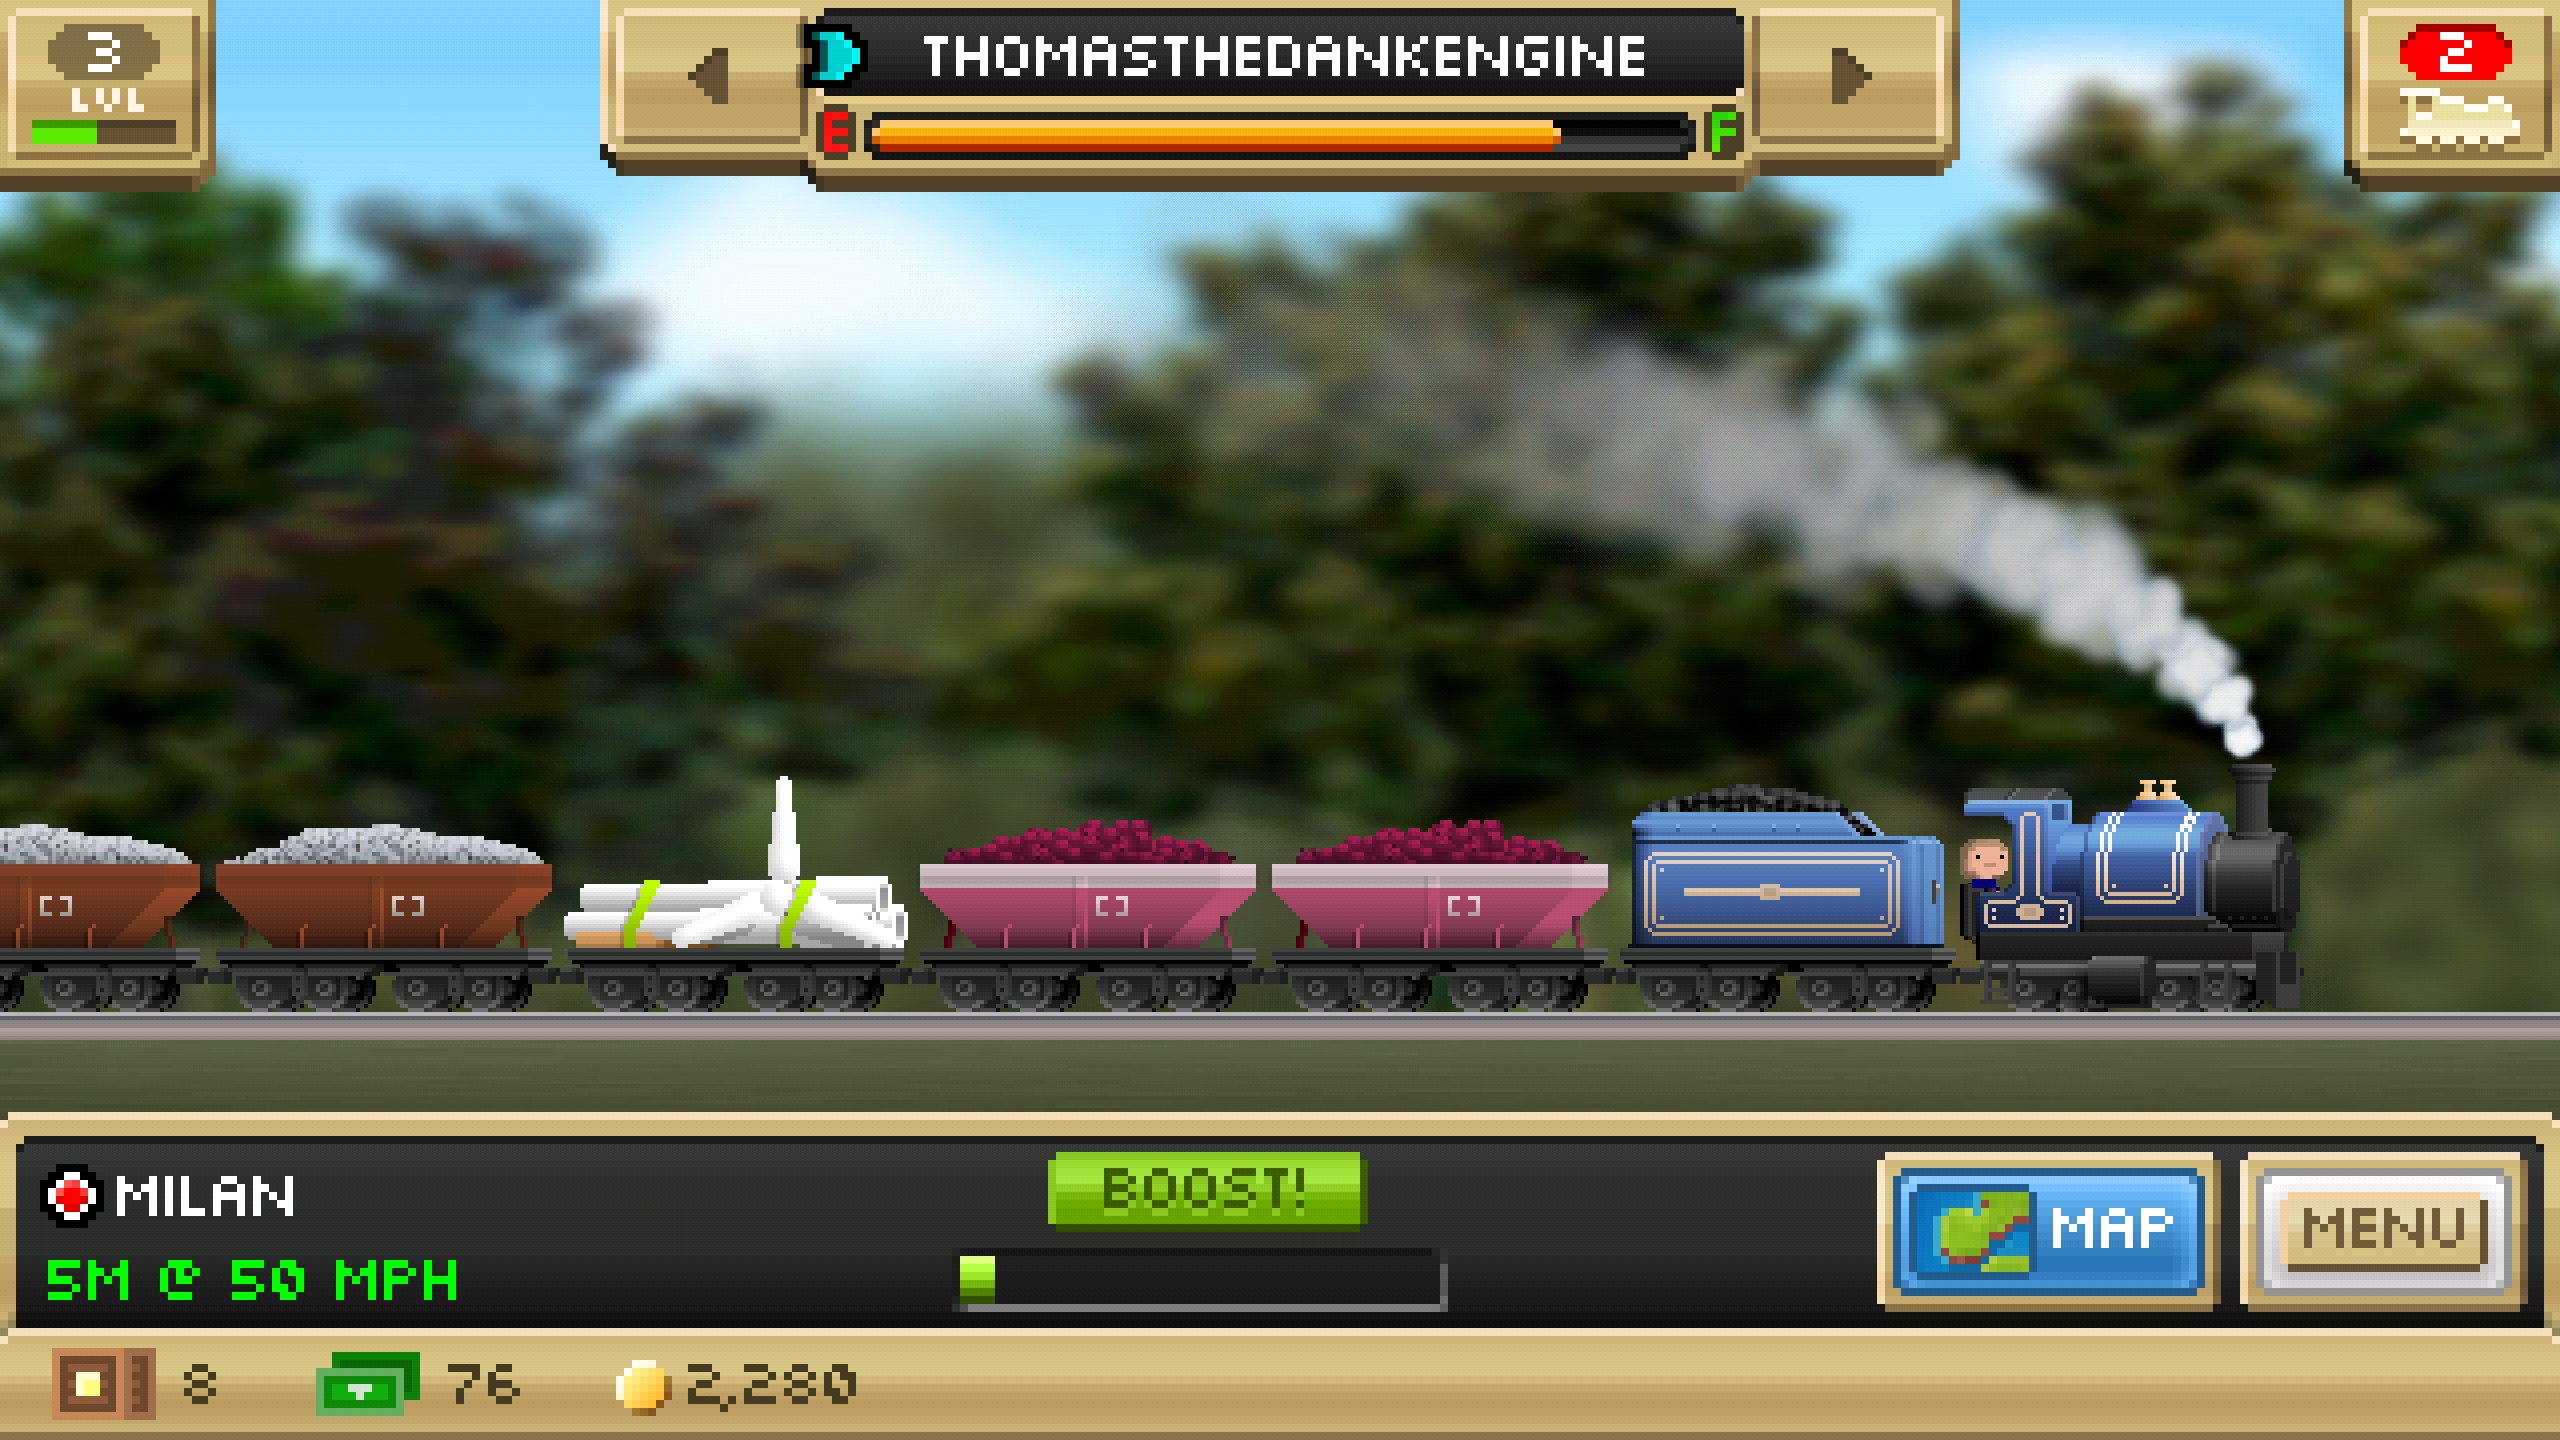 3
LVL
THOMASTHEDANKENGINE
E F
2
MILAN
5M @ 50 MPH
BOOST!
MAP
MENU
8 76 2,280